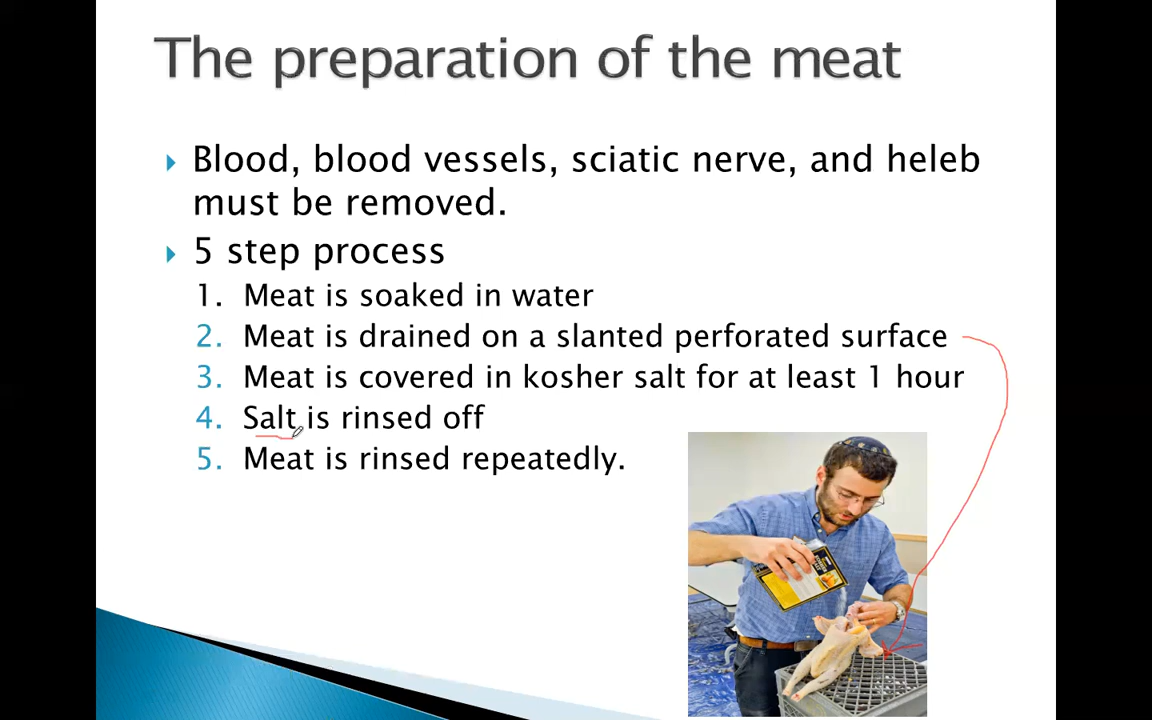 The preparation of the meat
Blood, blood vessels, sciatic nerve, and heleb
must be removed.
5 step process
1. Meat is soaked in water
2. Meat is drained on a slanted perforated surface
3. Meat is covered in kosher salt for at least 1 hour
4. Salt is rinsed off
5. Meat is rinsed repeatedly.